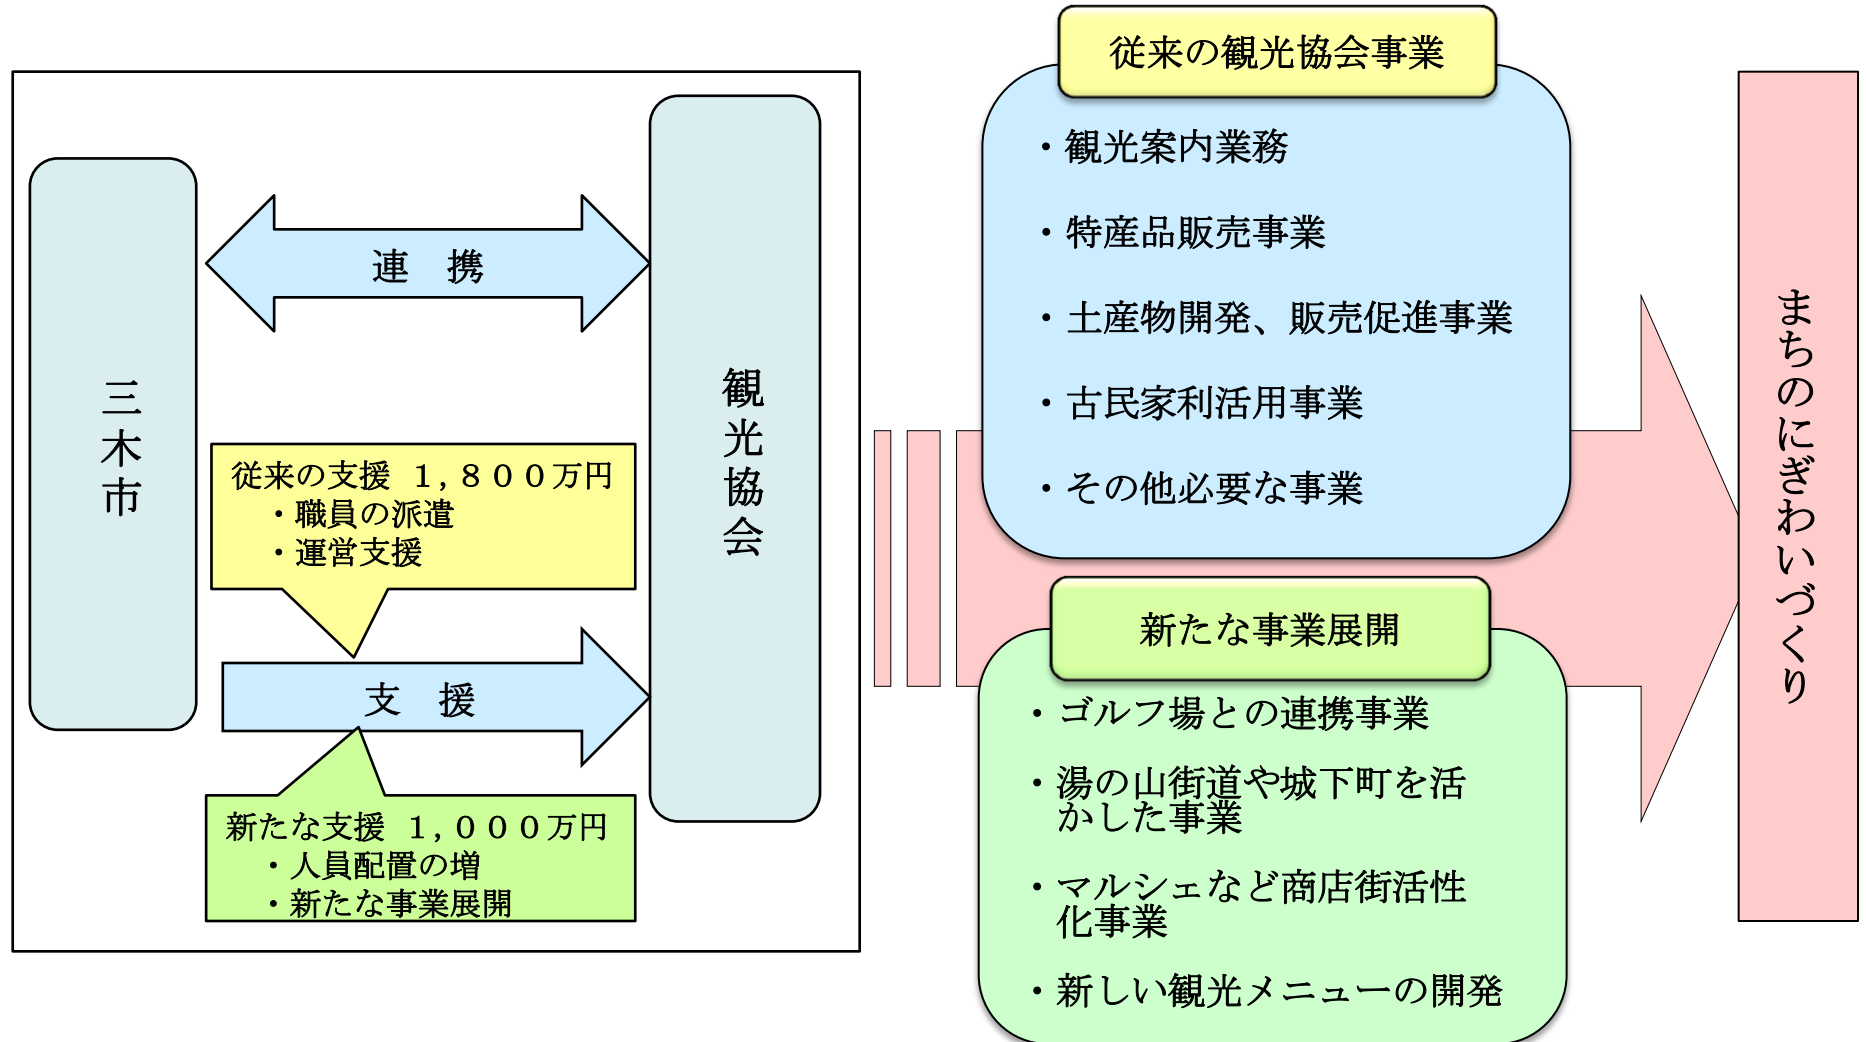 三木市
連　携
従来の支援　１，８００万円
・職員の派遣
・運営支援
支　援
新たな支援　１，０００万円
・人員配置の増
・新たな事業展開
観光協会
従来の観光協会事業
・観光案内業務
・特産品販売事業
・土産物開発、販売促進事業
・古民家利活用事業
・その他必要な事業
新たな事業展開
・ゴルフ場との連携事業
・湯の山街道や城下町を活
かした事業
・マルシェなど商店街活性
化事業
・新しい観光メニューの開発
まちのにぎわいづくり